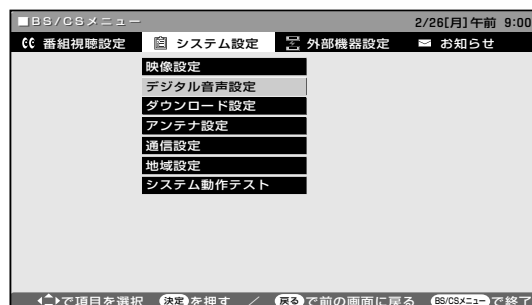 ■BS/CSメニュー 2/26[月]午前 9:00
番組視聴設定 システム設定 外部機器設定 お知らせ
映像設定
デジタル音声設定
ダウンロード設定
アンテナ設定
通信設定
地域設定
システム動作テスト
で項目を選択 決定を押す / 戻るで前の画面に戻る BS/CSメニューで終了